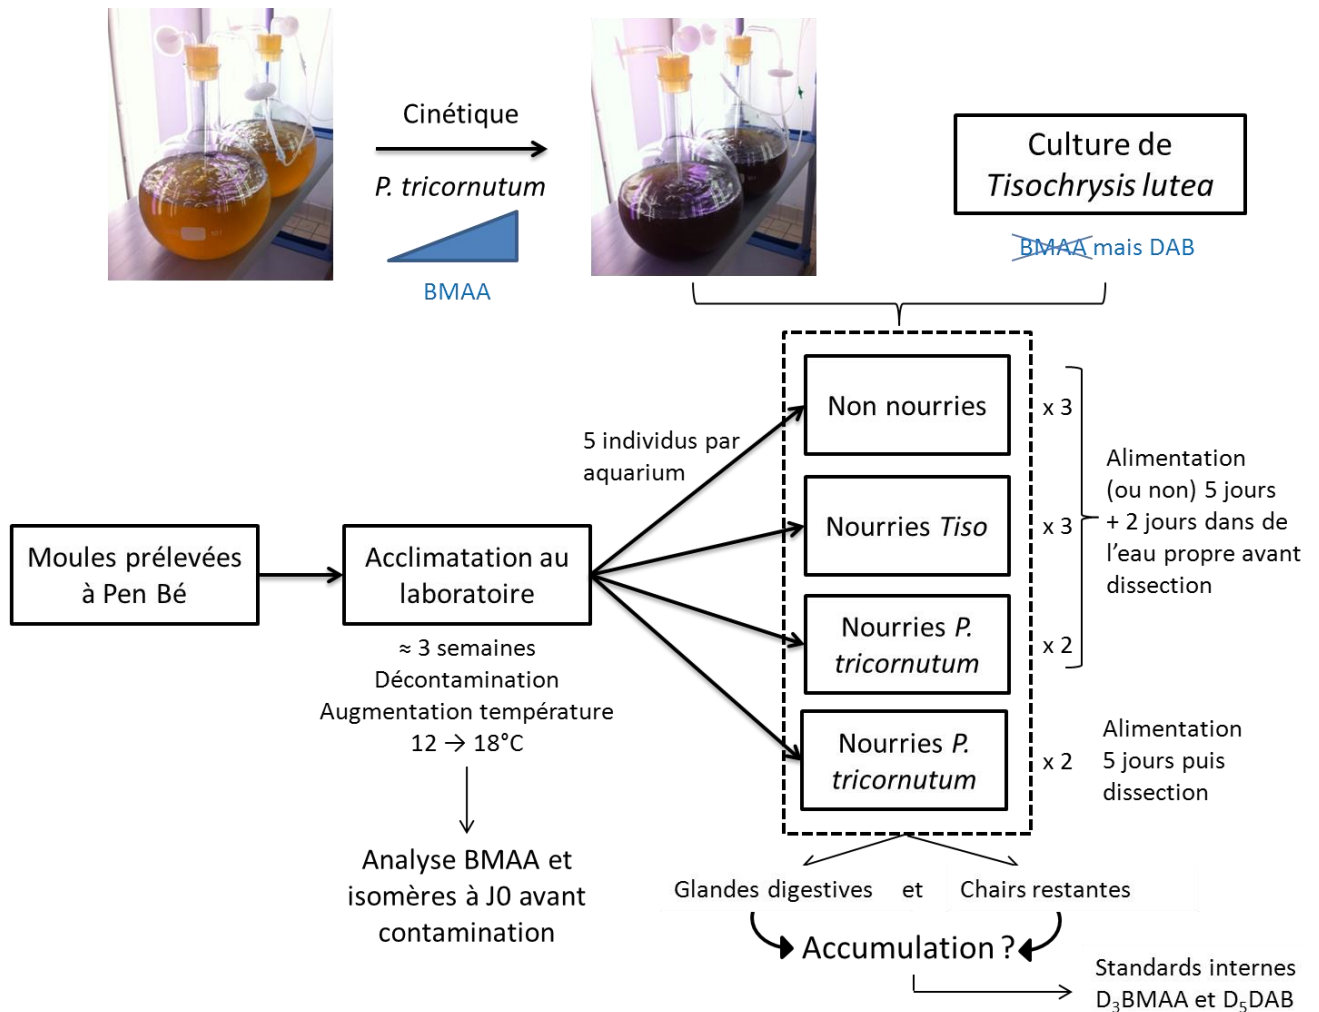 Cinétique
P. tricornutum
BMAA
Culture de
Tisochrysis lutea
BMAA mais DAB
Non nourries
x 3
5 individus par
aquarium
Alimentation
(ou non) 5 jours
+ 2 jours dans de
l'eau propre avant
dissection
Nourries Tiso
x 3
Moules prélevées
à Pen Bé
Acclimatation au
laboratoire
≈ 3 semaines
Décontamination
Augmentation température
12 → 18°C
Nourries P.
tricornutum
x 2
Nourries P.
tricornutum
x 2
Alimentation
5 jours puis
dissection
Analyse BMAA et
isomères à J0 avant
contamination
Glandes digestives et Chairs restantes
Accumulation ?
Standards internes
D₃BMAA et D₅DAB